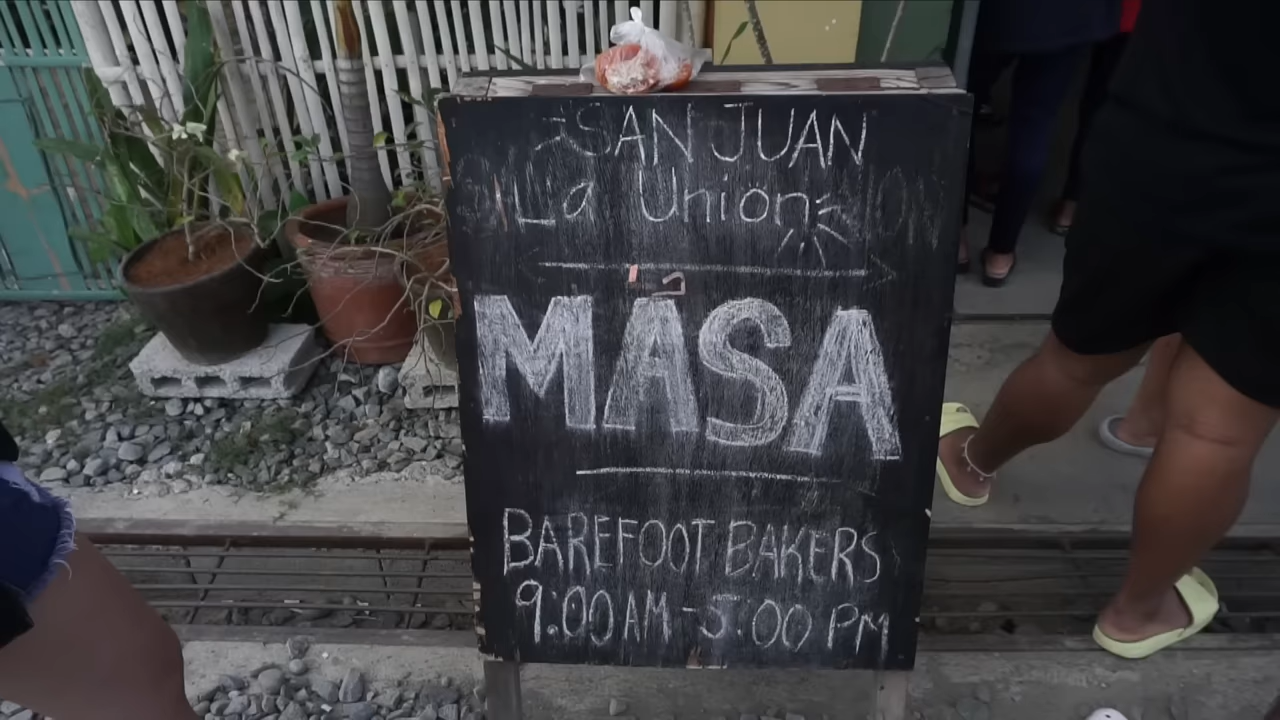 SAN JUAN
La Union
MASA
BAREFOOT BAKERS
9:00 AM - 5:00 PM